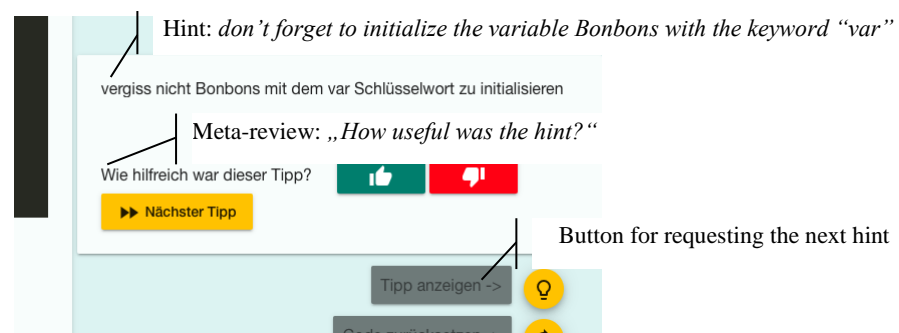 Hint: don’t forget to initialize the variable Bonbons with the keyword “var”
vergiss nicht Bonbons mit dem var Schlüsselwort zu initialisieren
Meta-review: „How useful was the hint?“
Wie hilfreich war dieser Tipp?
Nächster Tipp
Button for requesting the next hint
Tipp anzeigen ->